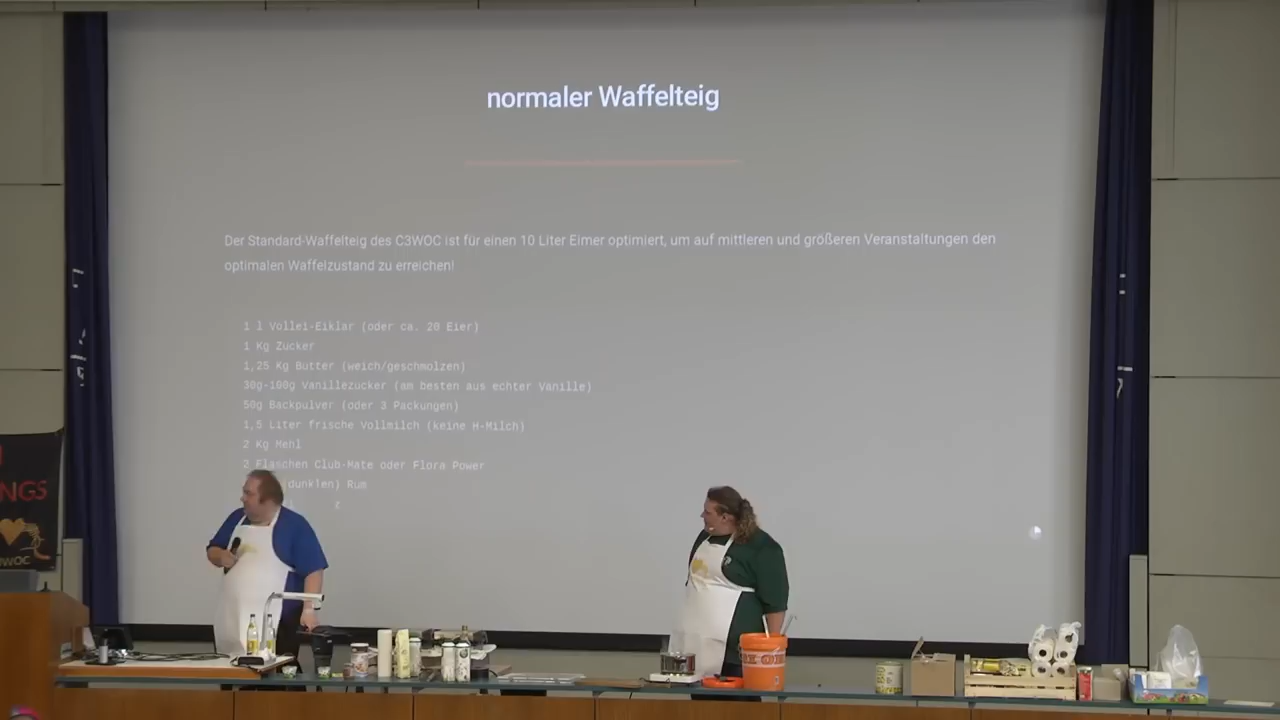 normaler Waffelteig
Der Standard-Waffelteig des C3WOC ist für einen 10 Liter Eimer optimiert, um auf mittleren und größeren Veranstaltungen den
optimalen Waffelzustand zu erreichen!
1 l Vollei-Eiklar (oder ca. 20 Eier)
1 Kg Zucker
1,25 Kg Butter (weich/geschmolzen)
30g-100g Vanillezucker (am besten aus echter Vanille)
50g Backpulver (oder 3 Packungen)
1,5 Liter frische Vollmilch (keine H-Milch)
2 Kg Mehl
2 Flaschen Club-Mate oder Flora Power
(dunklen) Rum
NGS